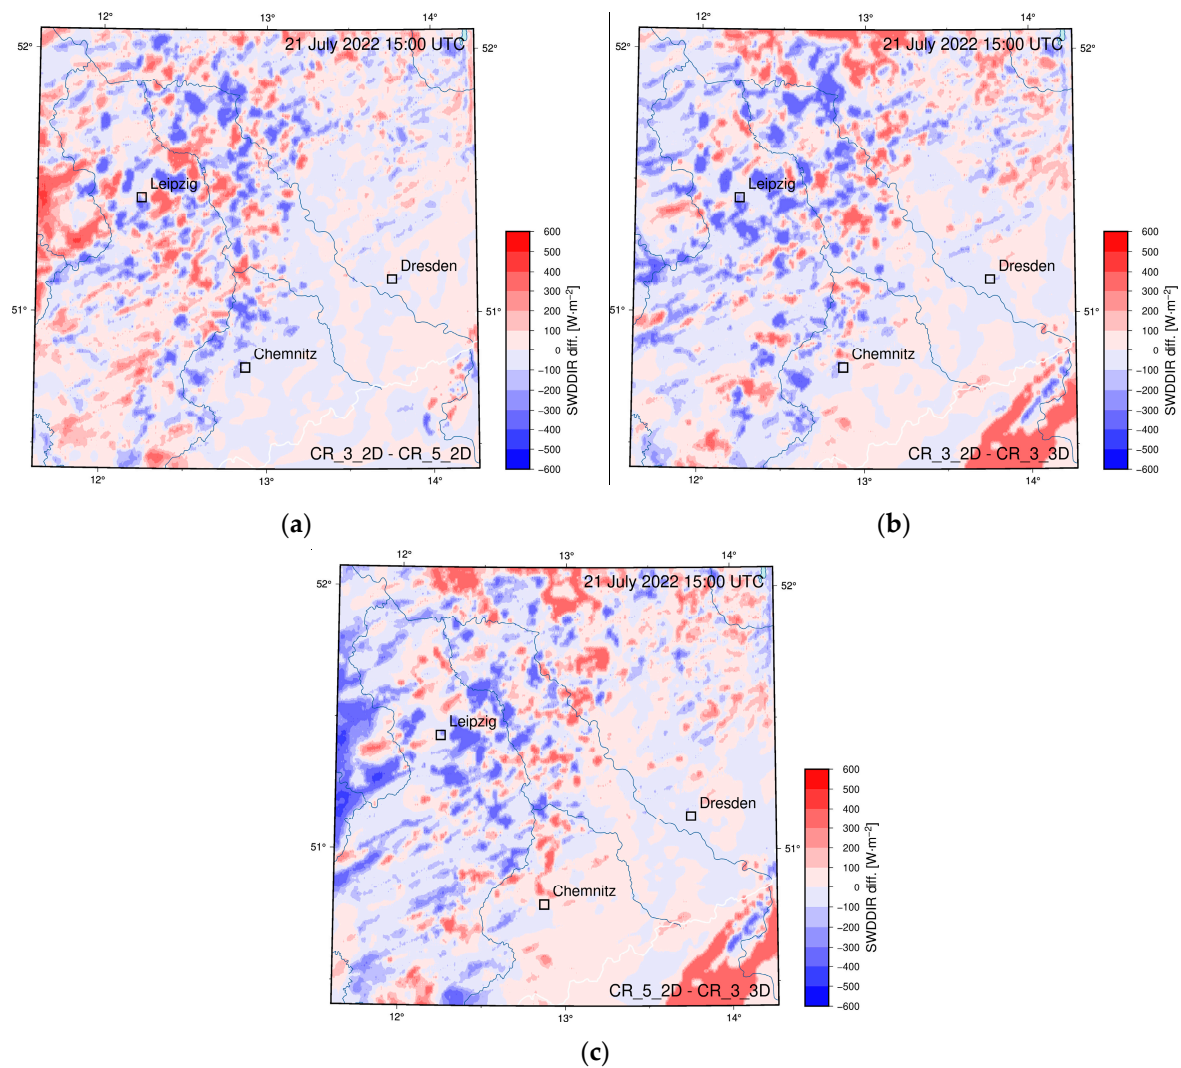 12° 13° 14°
52° 21 July 2022 15:00 UTC 52°
Leipzig
Dresden
51° 51°
Chemnitz
CR_3_2D - CR_5_2D
12° 13° 14°
600
500
400
300
200
100
0
−100
−200
−300
−400
−500
−600
SWDDIR diff. [W·m−2]
(a)
12° 13° 14°
52° 21 July 2022 15:00 UTC 52°
Leipzig
Dresden
51° 51°
Chemnitz
CR_3_2D - CR_3_3D
12° 13° 14°
600
500
400
300
200
100
0
−100
−200
−300
−400
−500
−600
SWDDIR diff. [W·m−2]
(b)
12° 13° 14°
52° 21 July 2022 15:00 UTC 52°
Leipzig
Dresden
51° 51°
Chemnitz
CR_5_2D - CR_3_3D
12° 13° 14°
600
500
400
300
200
100
0
−100
−200
−300
−400
−500
−600
SWDDIR diff. [W·m−2]
(c)